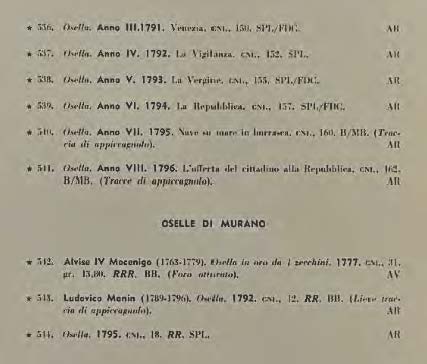 ★ 536. Osella. Anno III.1791. Venezia. CNI., 150. SPL/FDC. AR
★ 537. Osella. Anno IV. 1792. La Vigilanza. CNI., 152. SPL. AR
★ 538. Osella. Anno V. 1793. La Vergine. CNI., 155. SPL/FDC. AR
★ 539. Osella. Anno VI. 1794. La Repubblica. CNI., 157. SPL/FDC. AR
★ 540. Osella. Anno VII. 1795. Nave su mare in burrasca. CNI., 160. B/MB. (Trac-
cia di appiccagnolo). AR
★ 541. Osella. Anno VIII. 1796. L'offerta del cittadino alla Repubblica. CNI., 162.
B/MB. (Tracce di appiccagnolo). AR
OSELLE DI MURANO
★ 542. Alvise IV Mocenigo (1763-1779). Osella in oro da 4 zecchini. 1777. CNI., 31.
gr. 13,80. RRR. BB. (Foro otturato). AV
★ 543. Ludovico Manin (1789-1796). Osella. 1792. CNI., 12. RR. BB. (Lieve trac-
cia di appiccagnolo). AR
★ 544. Osella. 1795. CNI., 18. RR. SPL. AR